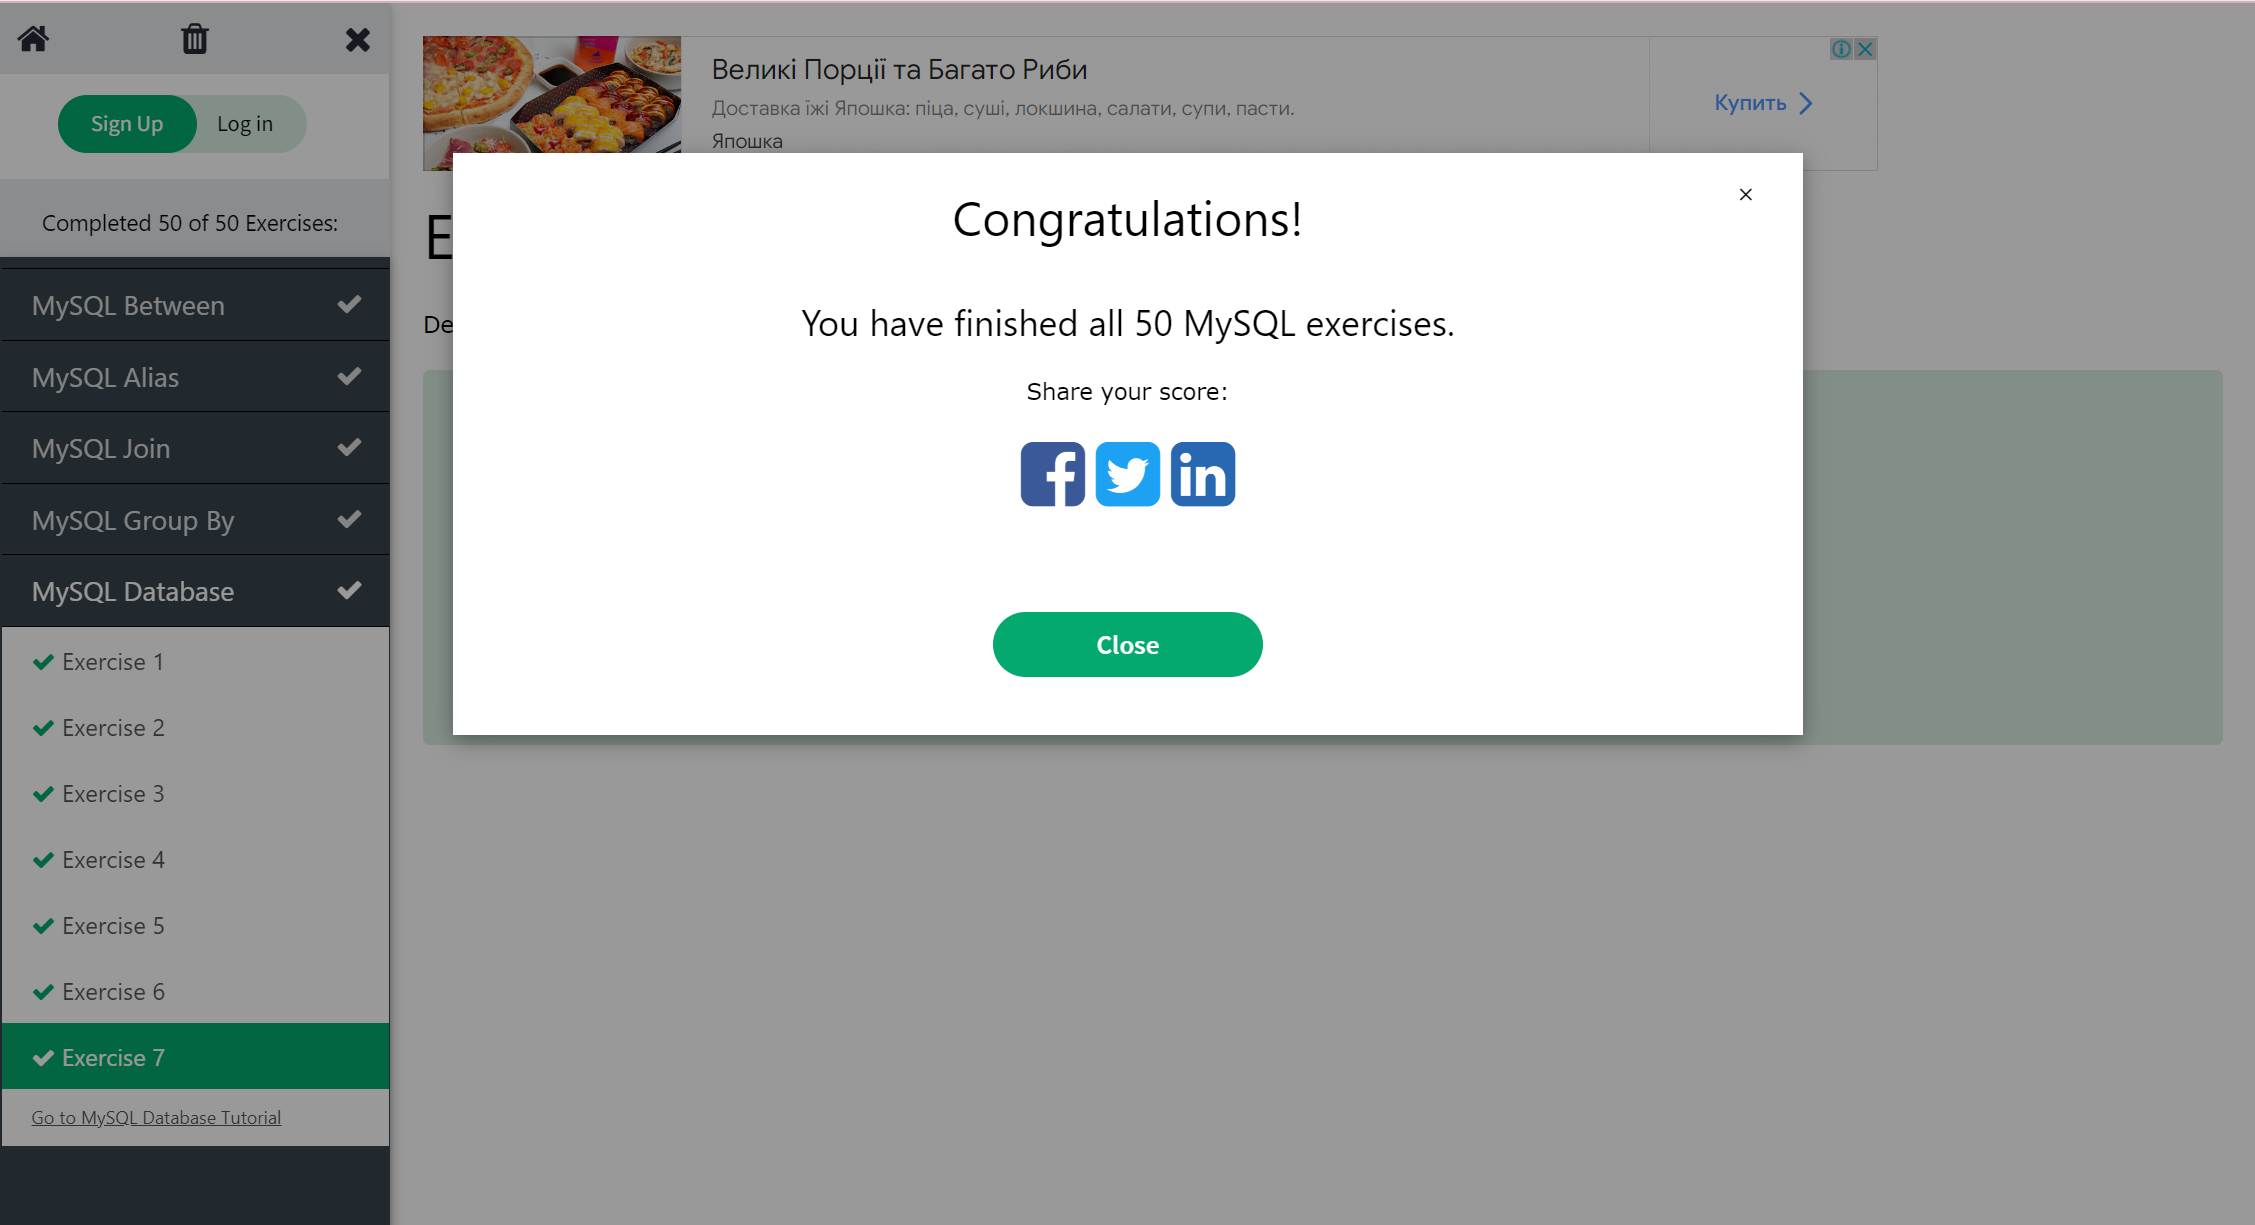 Sign Up
Log in
Completed 50 of 50 Exercises:
MySQL Between
MySQL Alias
MySQL Join
MySQL Group By
MySQL Database
Exercise 1
Exercise 2
Exercise 3
Exercise 4
Exercise 5
Exercise 6
Exercise 7
Go to MySQL Database Tutorial
Великі Порції та Багато Риби
Доставка їжі Япошка: піца, суші, локшина, салати, супи, пасти.
Япошка
Купить
E
De
Congratulations!
×
You have finished all 50 MySQL exercises.
Share your score:
Close